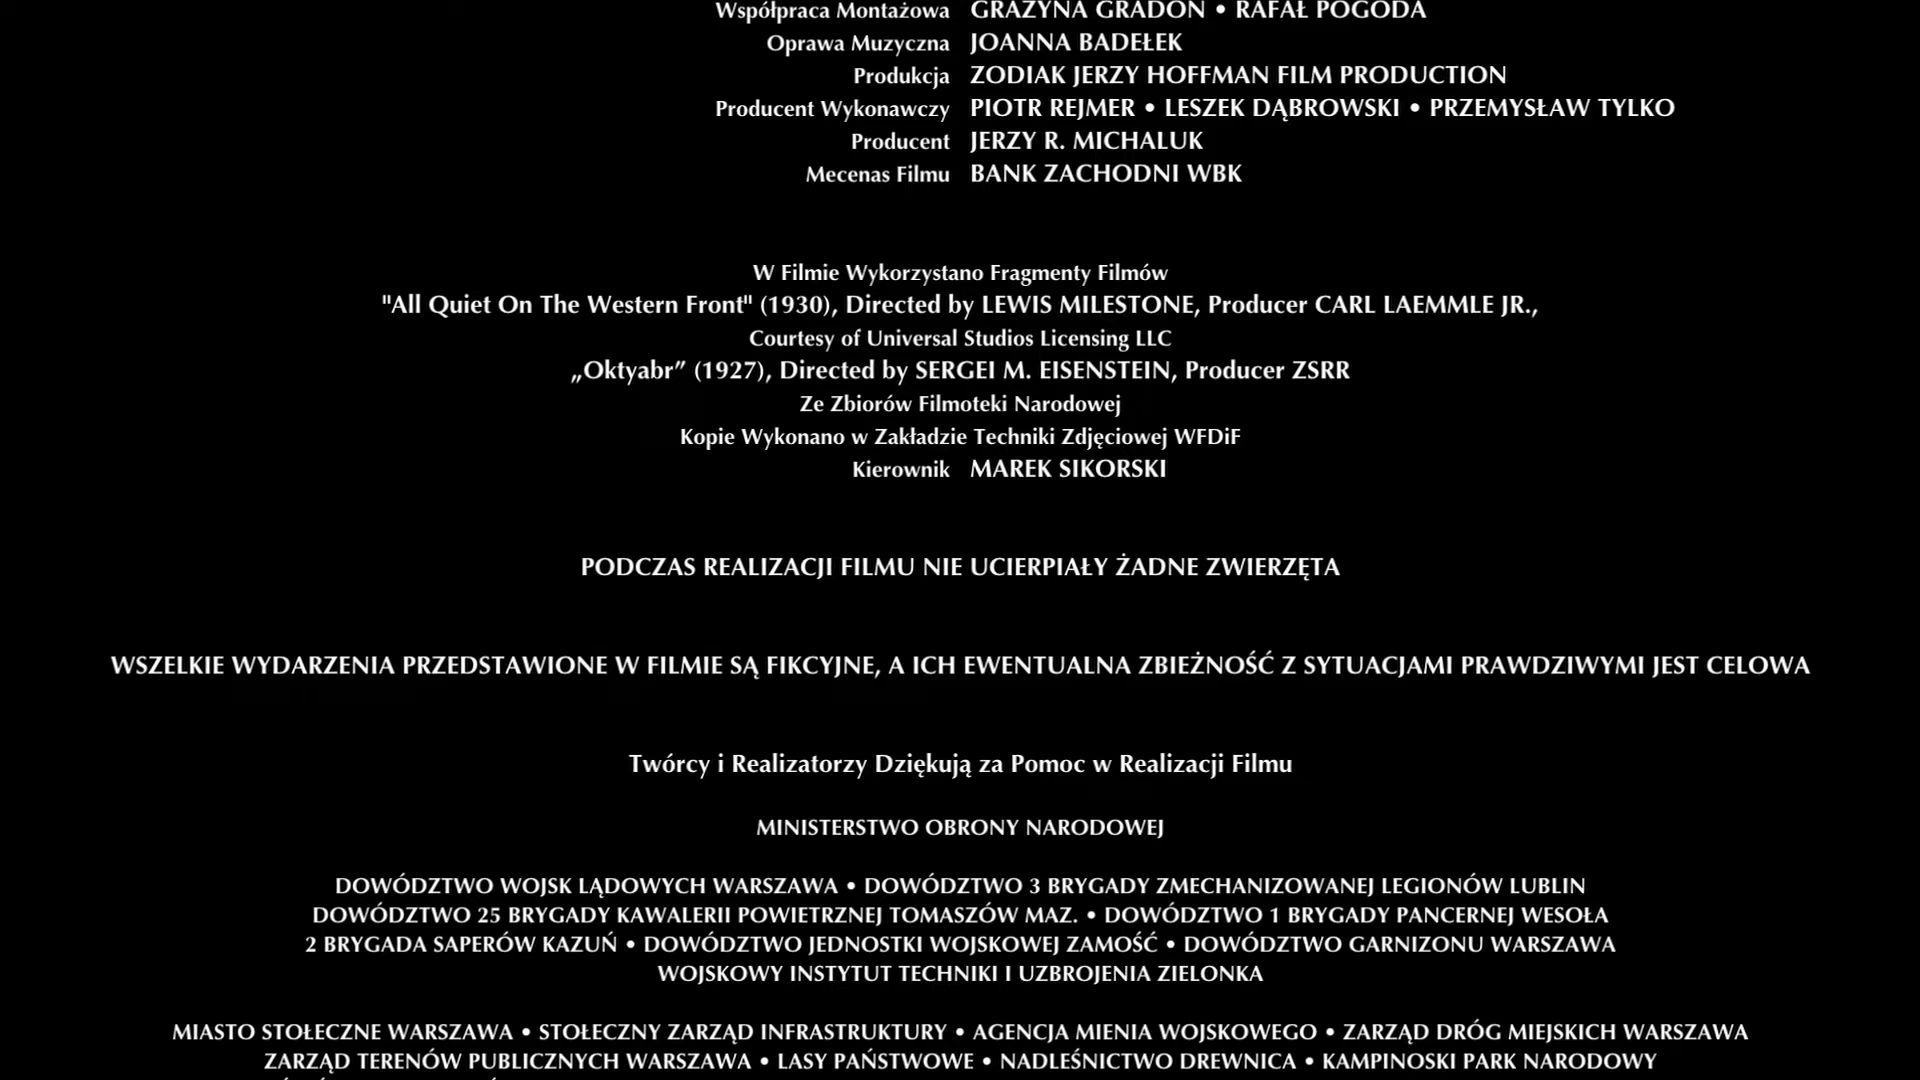 Współpraca Montażowa GRAŻYNA GRADOŃ • RAFAŁ POGODA
Oprawa Muzyczna JOANNA BADEŁEK
Produkcja ZODIAK JERZY HOFFMAN FILM PRODUCTION
Producent Wykonawczy PIOTR REJMER • LESZEK DĄBROWSKI • PRZEMYSŁAW TYLKO
Producent JERZY R. MICHALUK
Mecenas Filmu BANK ZACHODNI WBK
W Filmie Wykorzystano Fragmenty Filmów
"All Quiet On The Western Front" (1930), Directed by LEWIS MILESTONE, Producer CARL LAEMMLE JR.,
Courtesy of Universal Studios Licensing LLC
„Oktyabr” (1927), Directed by SERGEI M. EISENSTEIN, Producer ZSRR
Ze Zbiorów Filmoteki Narodowej
Kopie Wykonano w Zakładzie Techniki Zdjęciowej WFDiF
Kierownik MAREK SIKORSKI
PODCZAS REALIZACJI FILMU NIE UCIERPIAŁY ŻADNE ZWIERZĘTA
WSZELKIE WYDARZENIA PRZEDSTAWIONE W FILMIE SĄ FIKCYJNE, A ICH EWENTUALNA ZBIEŻNOŚĆ Z SYTUACJAMI PRAWDZIWYMI JEST CELOWA
Twórcy i Realizatorzy Dziękują za Pomoc w Realizacji Filmu
MINISTERSTWO OBRONY NARODOWEJ
DOWÓDZTWO WOJSK LĄDOWYCH WARSZAWA • DOWÓDZTWO 3 BRYGADY ZMECHANIZOWANEJ LEGIONÓW LUBLIN
DOWÓDZTWO 25 BRYGADY KAWALERII POWIETRZNEJ TOMASZÓW MAZ. • DOWÓDZTWO 1 BRYGADY PANCERNEJ WESOŁA
2 BRYGADA SAPERÓW KAZUŃ • DOWÓDZTWO JEDNOSTKI WOJSKOWEJ ZAMOŚĆ • DOWÓDZTWO GARNIZONU WARSZAWA
WOJSKOWY INSTYTUT TECHNIKI I UZBROJENIA ZIELONKA
MIASTO STOŁECZNE WARSZAWA • STOŁECZNY ZARZĄD INFRASTRUKTURY • AGENCJA MIENIA WOJSKOWEGO • ZARZĄD DRÓG MIEJSKICH WARSZAWA
ZARZĄD TERENÓW PUBLICZNYCH WARSZAWA • LASY PAŃSTWOWE • NADLEŚNICTWO DREWNICA • KAMPINOSKI PARK NARODOWY